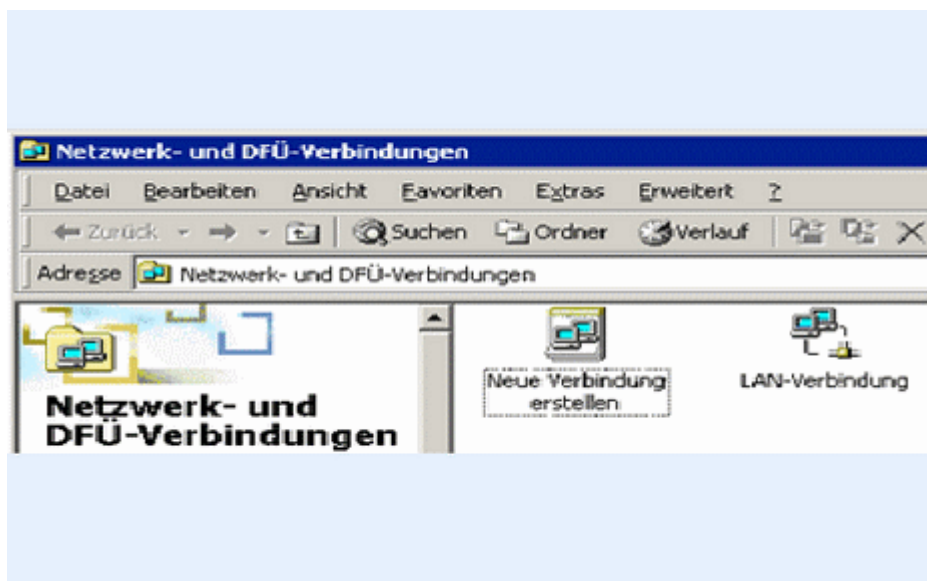 Netzwerk- und DFÜ-Verbindungen
Datei Bearbeiten Ansicht Favoriten Extras Erweitert ?
Zurück Suchen Ordner Verlauf
Adresse Netzwerk- und DFÜ-Verbindungen
Netzwerk- und
DFÜ-Verbindungen
Neue Verbindung
erstellen
LAN-Verbindung